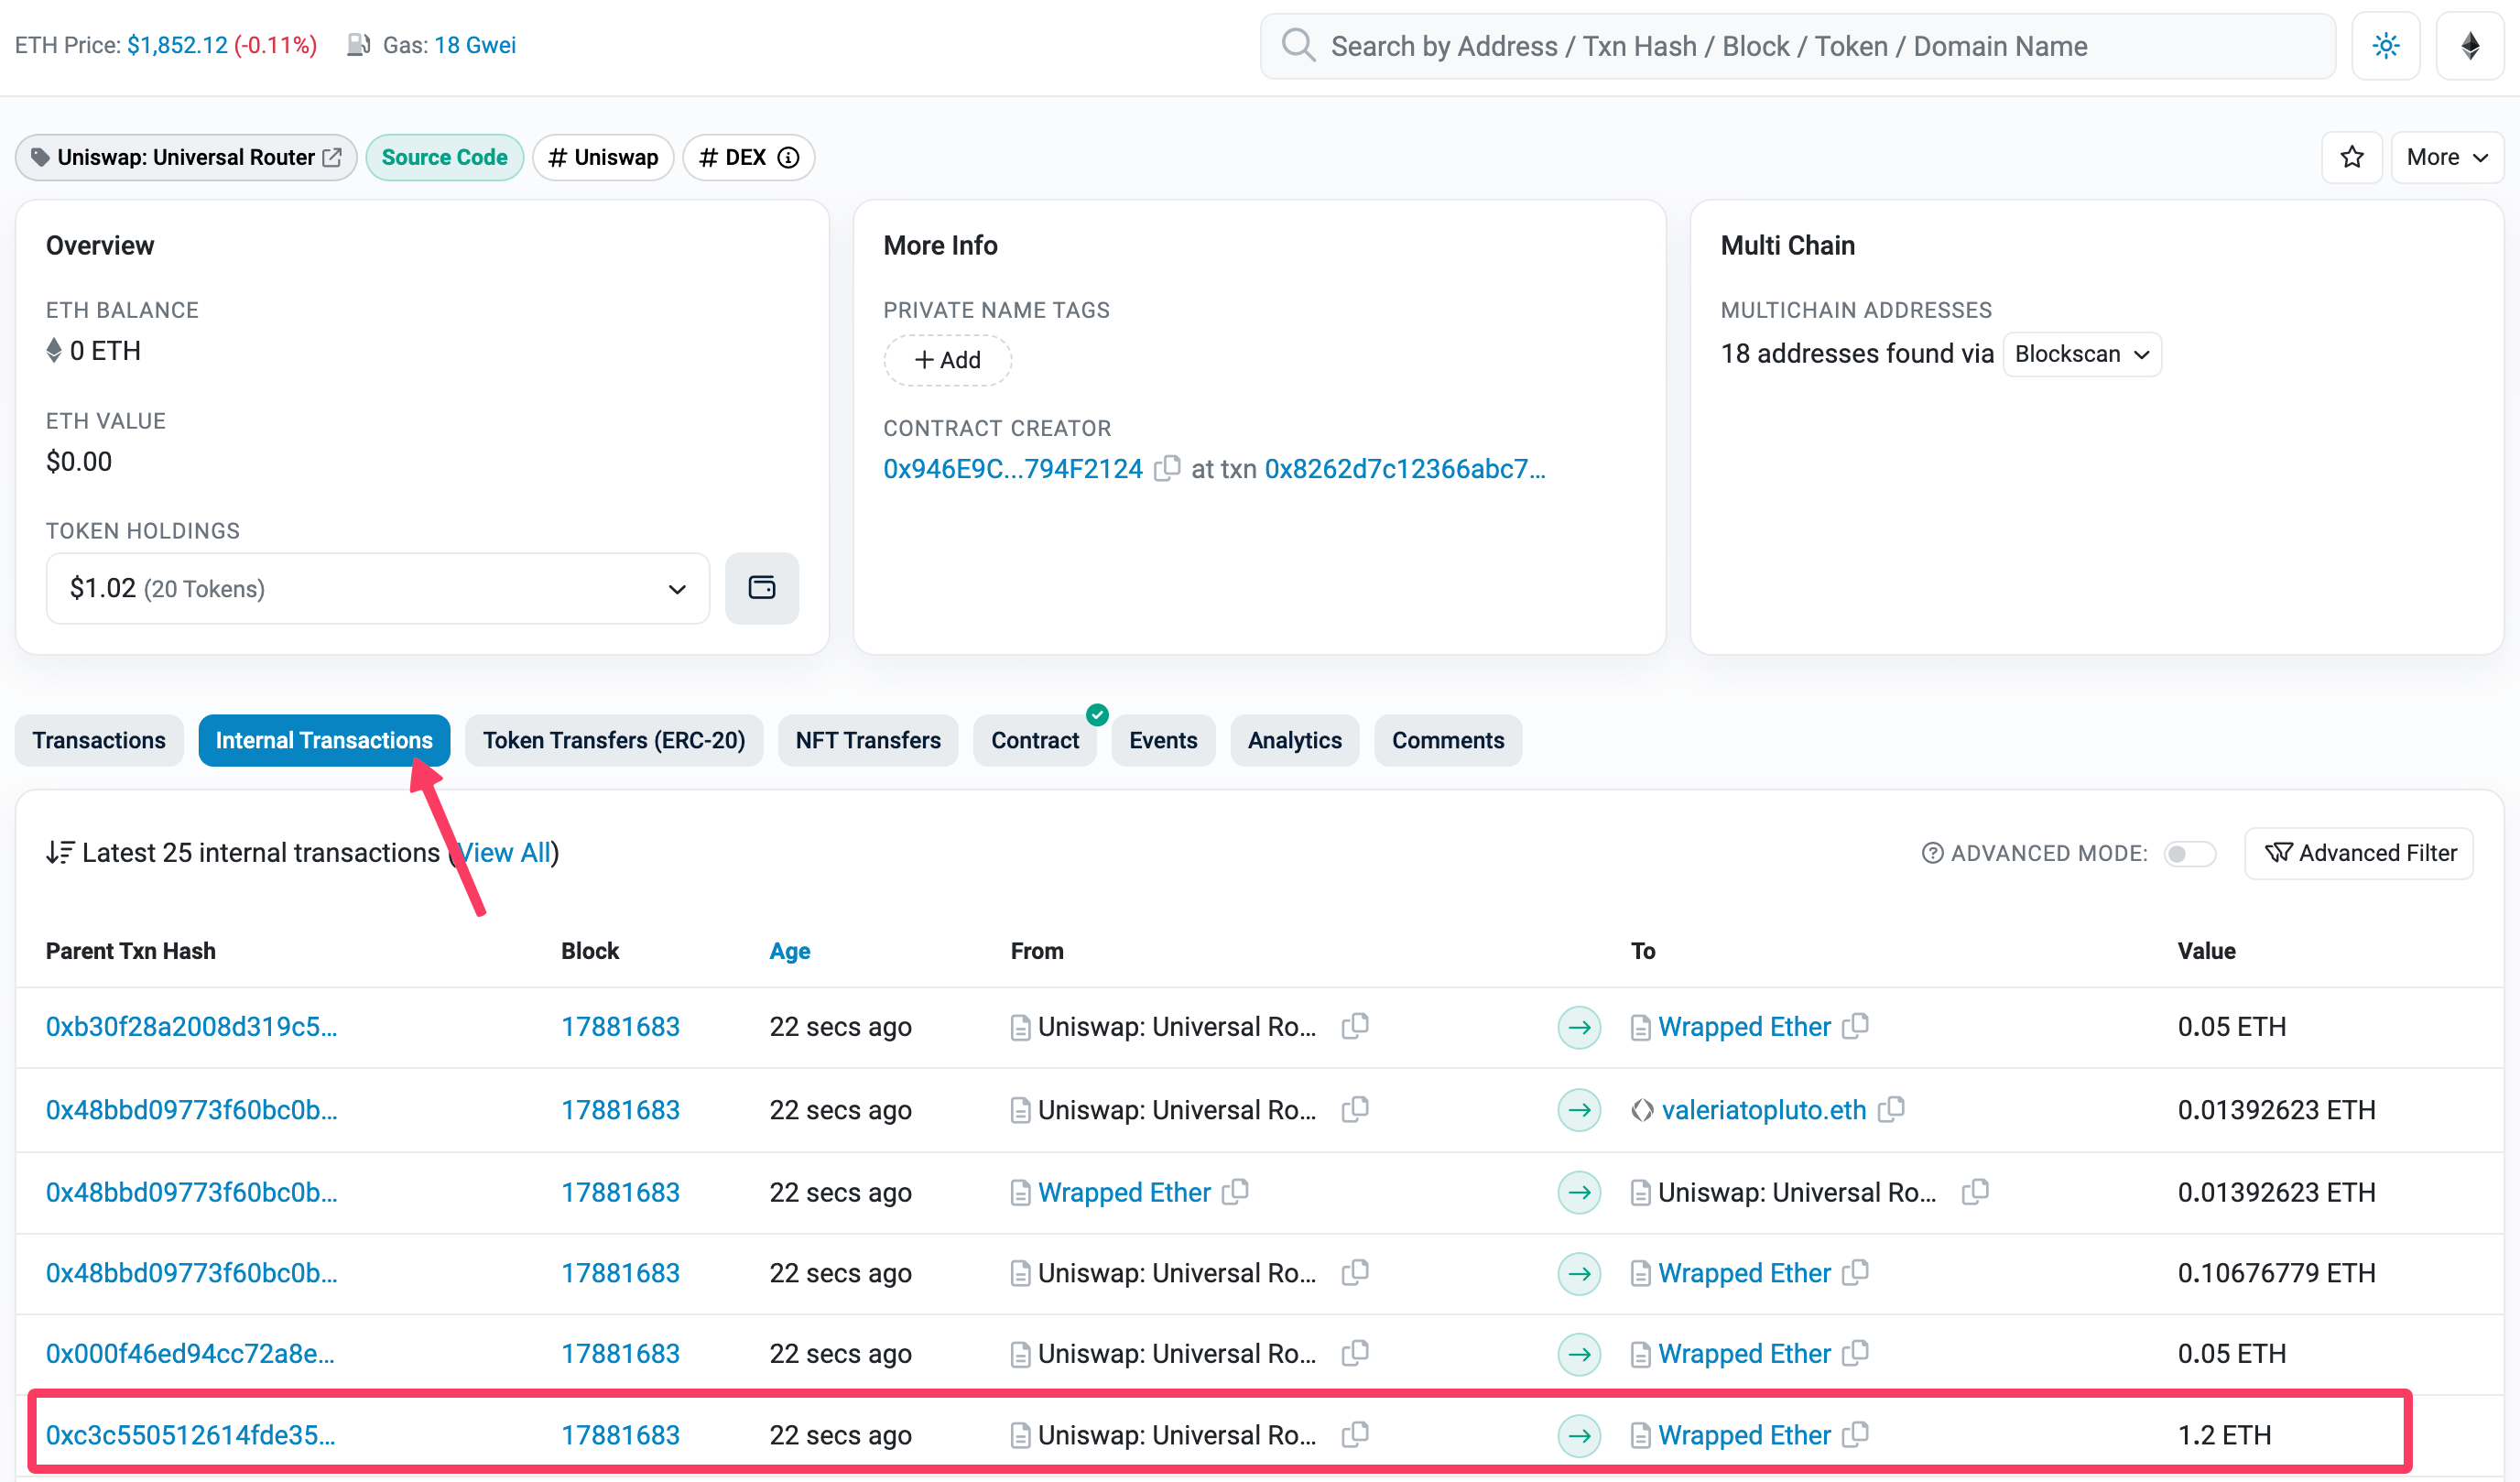 ETH Price: $1,852.12 (-0.11%) Gas: 18 Gwei
Search by Address / Txn Hash / Block / Token / Domain Name
Uniswap: Universal Router Source Code # Uniswap # DEX More
Overview
ETH BALANCE
0 ETH
ETH VALUE
$0.00
TOKEN HOLDINGS
$1.02 (20 Tokens)
More Info
PRIVATE NAME TAGS
+ Add
CONTRACT CREATOR
0x946E9C...794F2124 at txn 0x8262d7c12366abc7...
Multi Chain
MULTICHAIN ADDRESSES
18 addresses found via Blockscan
Transactions Internal Transactions Token Transfers (ERC-20) NFT Transfers Contract Events Analytics Comments
Latest 25 internal transactions (View All) ADVANCED MODE: Advanced Filter
Parent Txn Hash Block Age From To Value
0xb30f28a2008d319c5... 17881683 22 secs ago Uniswap: Universal Ro... Wrapped Ether 0.05 ETH
0x48bbd09773f60bc0b... 17881683 22 secs ago Uniswap: Universal Ro... valeriatopluto.eth 0.01392623 ETH
0x48bbd09773f60bc0b... 17881683 22 secs ago Wrapped Ether Uniswap: Universal Ro... 0.01392623 ETH
0x48bbd09773f60bc0b... 17881683 22 secs ago Uniswap: Universal Ro... Wrapped Ether 0.10676779 ETH
0x000f46ed94cc72a8e... 17881683 22 secs ago Uniswap: Universal Ro... Wrapped Ether 0.05 ETH
0xc3c550512614fde35... 17881683 22 secs ago Uniswap: Universal Ro... Wrapped Ether 1.2 ETH